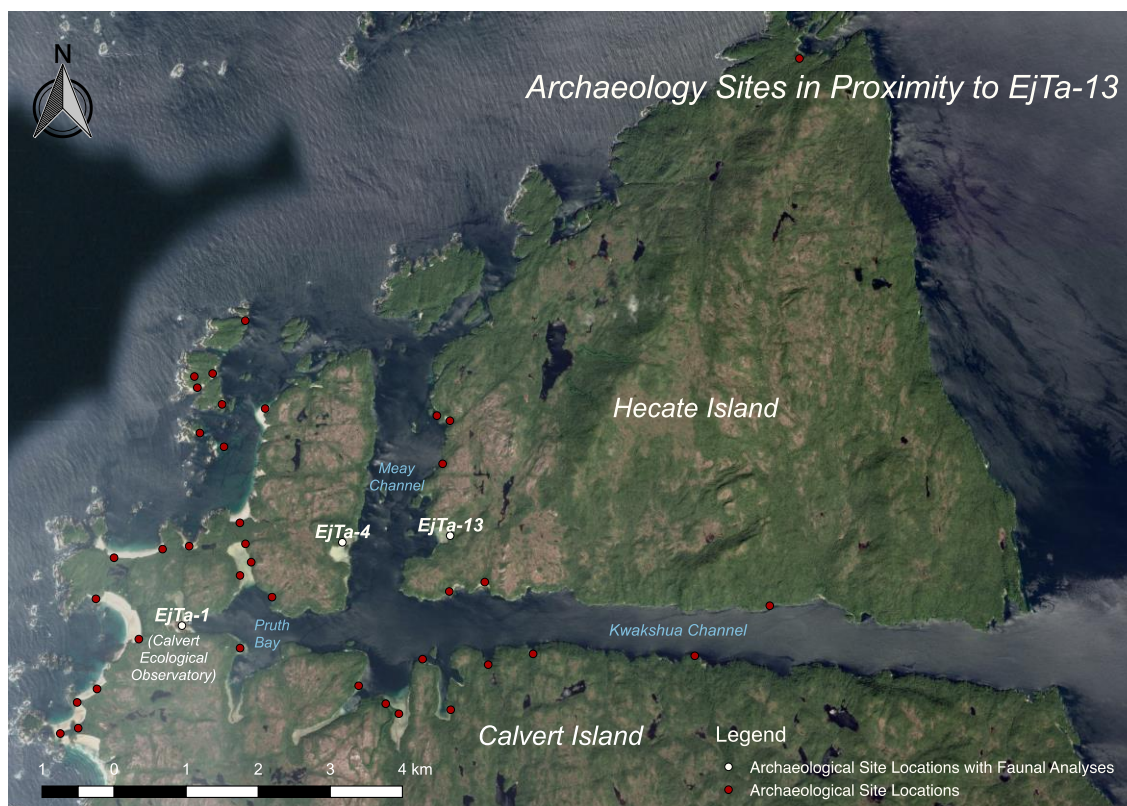 N
Archaeology Sites in Proximity to EjTa-13
Hecate Island
Meay
Channel
EjTa-4
EjTa-13
EjTa-1
(Calvert
Ecological
Observatory)
Pruth
Bay
Kwakshua Channel
Calvert Island
Legend
Archaeological Site Locations with Faunal Analyses
Archaeological Site Locations
1 0 1 2 3 4 km